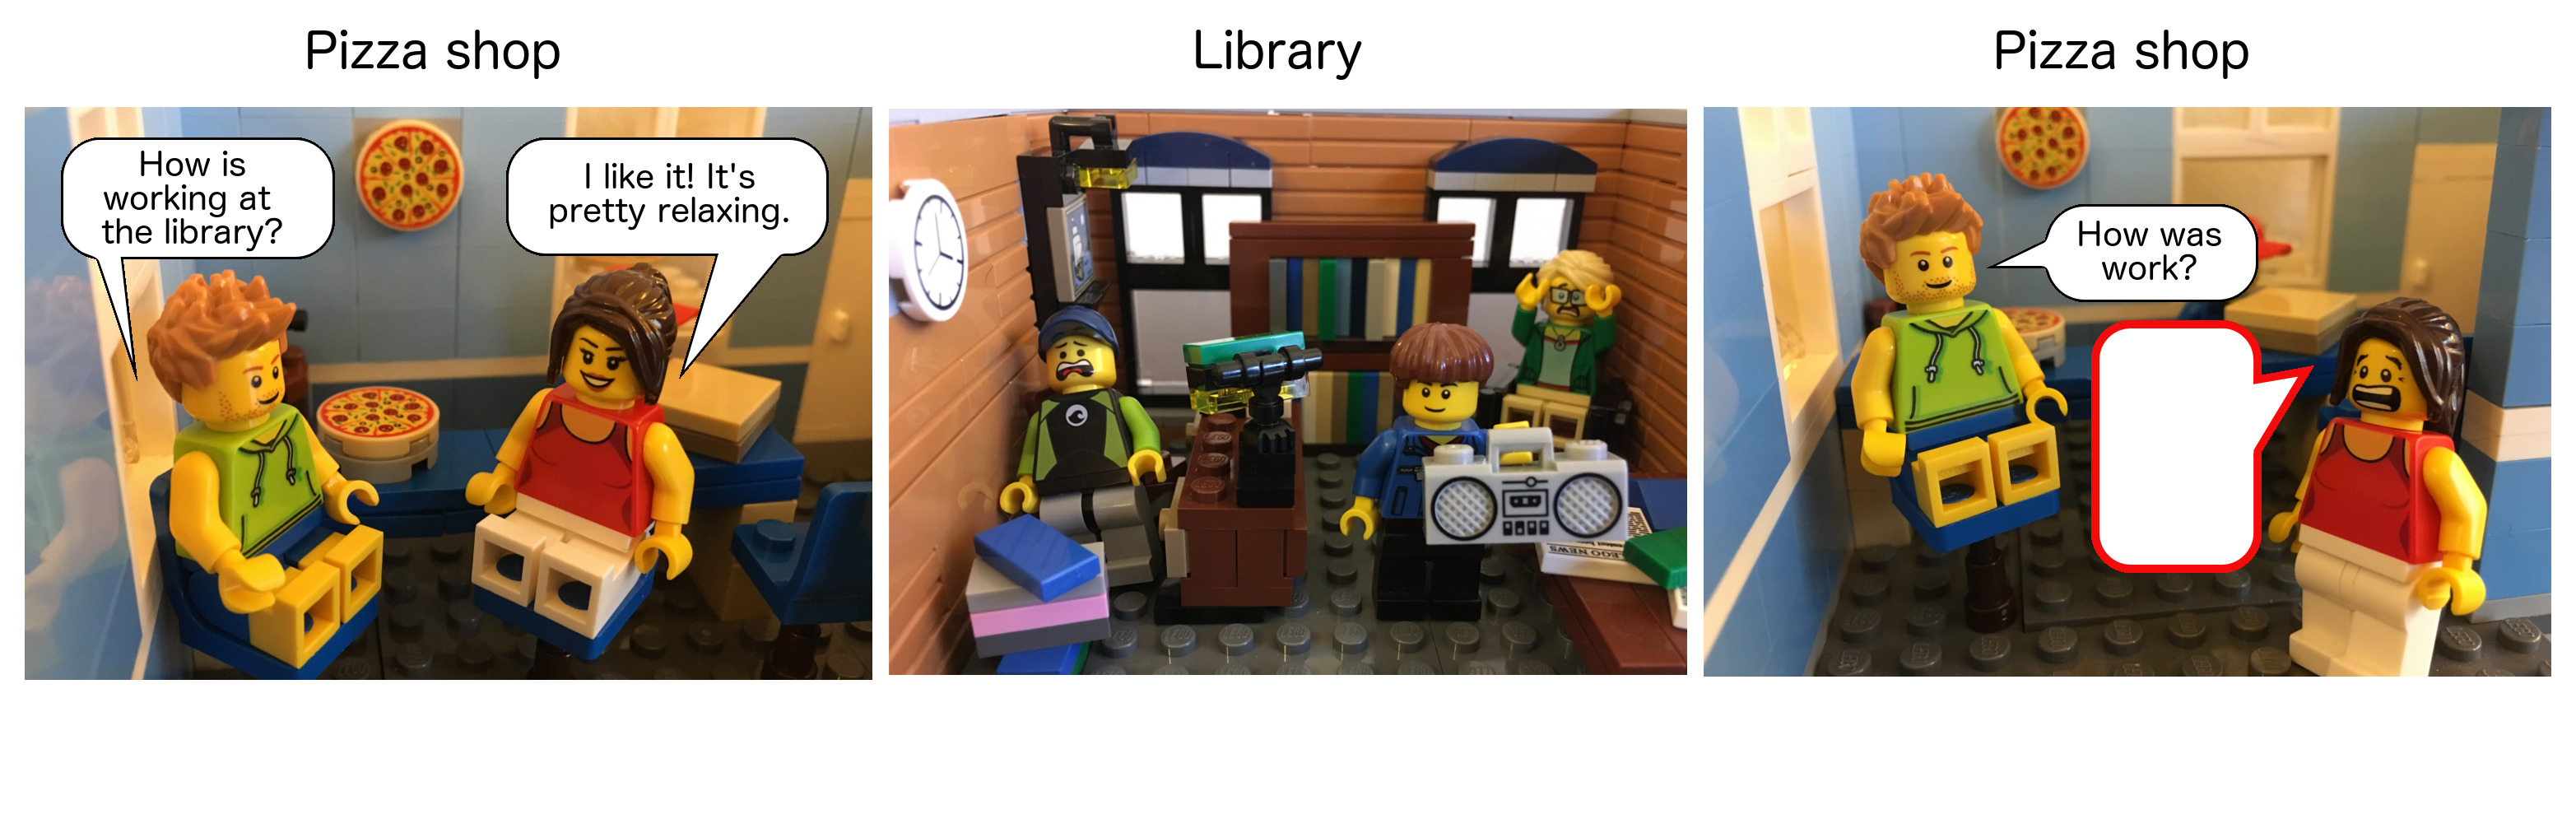 Pizza shop
Library
Pizza shop
How is
working at
the library?
I like it! It's
pretty relaxing.
How was
work?
LEGO NEWS